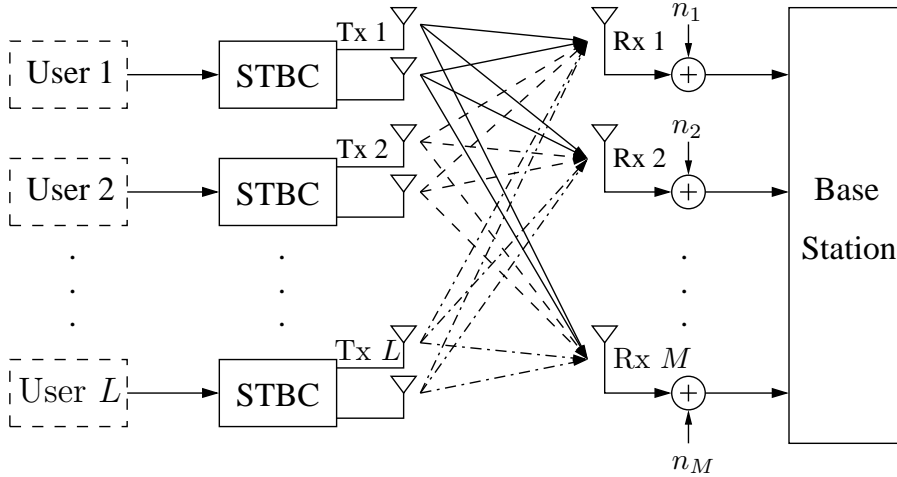 Tx 1
n1
User 1
STBC
Rx 1
+
Tx 2
n2
User 2
STBC
Rx 2
+
Base
Station
Tx L
User L
STBC
Rx M
+
nM